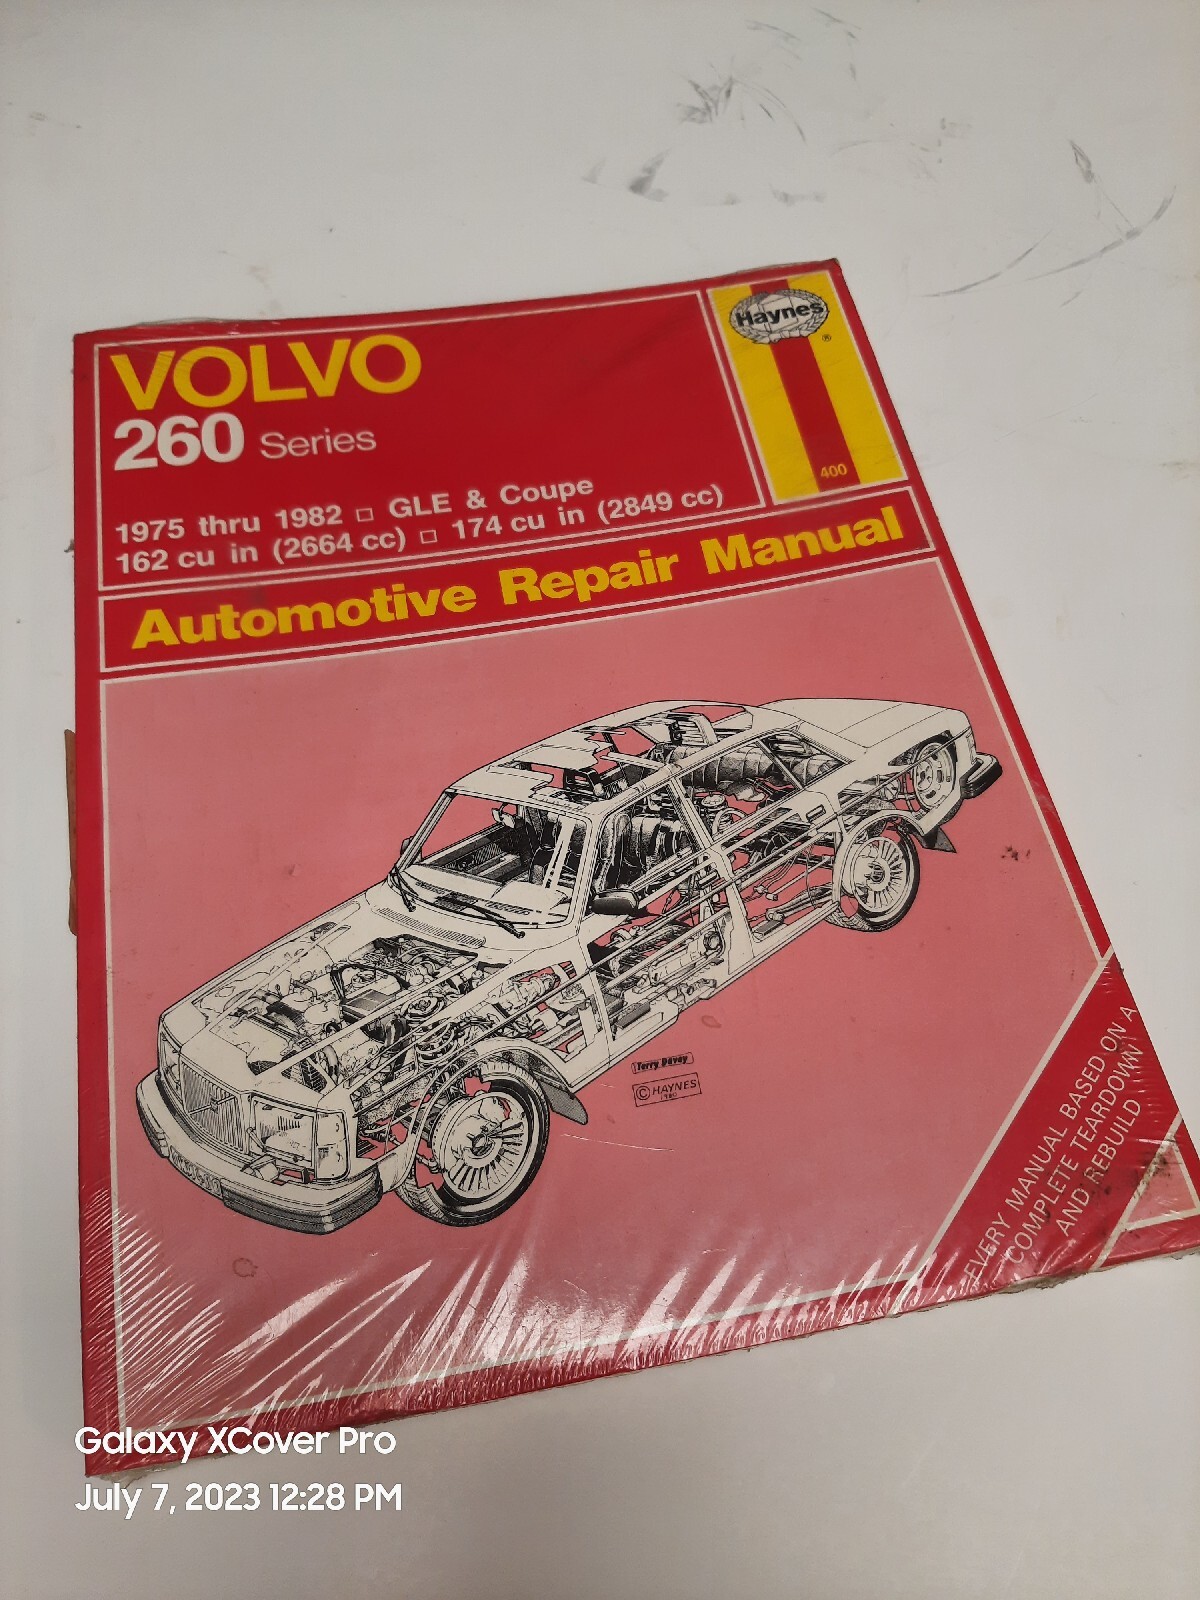 VOLVO
260 Series
1975 thru 1982 □ GLE & Coupe
162 cu in (2664 cc) □ 174 cu in (2849 cc)
Haynes
®
400
Automotive Repair Manual
Terry Davey
© HAYNES
EVERY MANUAL BASED ON A
COMPLETE TEARDOWN
AND REBUILD
Galaxy XCover Pro
July 7, 2023 12:28 PM